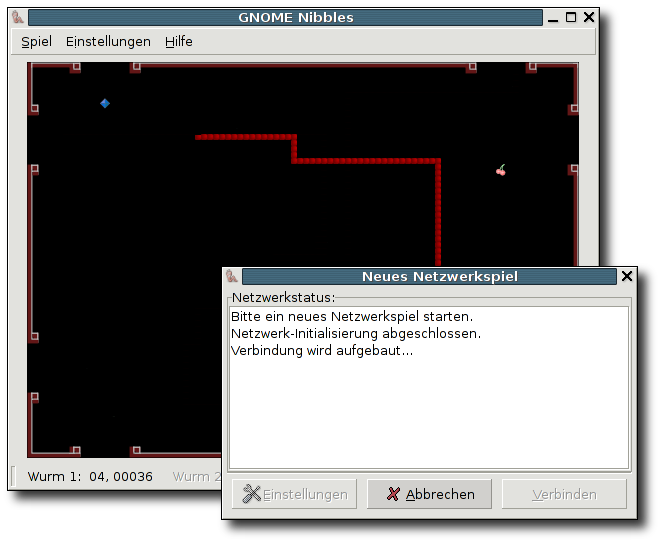 GNOME Nibbles
Spiel Einstellungen Hilfe
Neues Netzwerkspiel
Netzwerkstatus:
Bitte ein neues Netzwerkspiel starten.
Netzwerk-Initialisierung abgeschlossen.
Verbindung wird aufgebaut...
Wurm 1: 04, 00036 Wurm 2
Einstellungen Abbrechen Verbinden